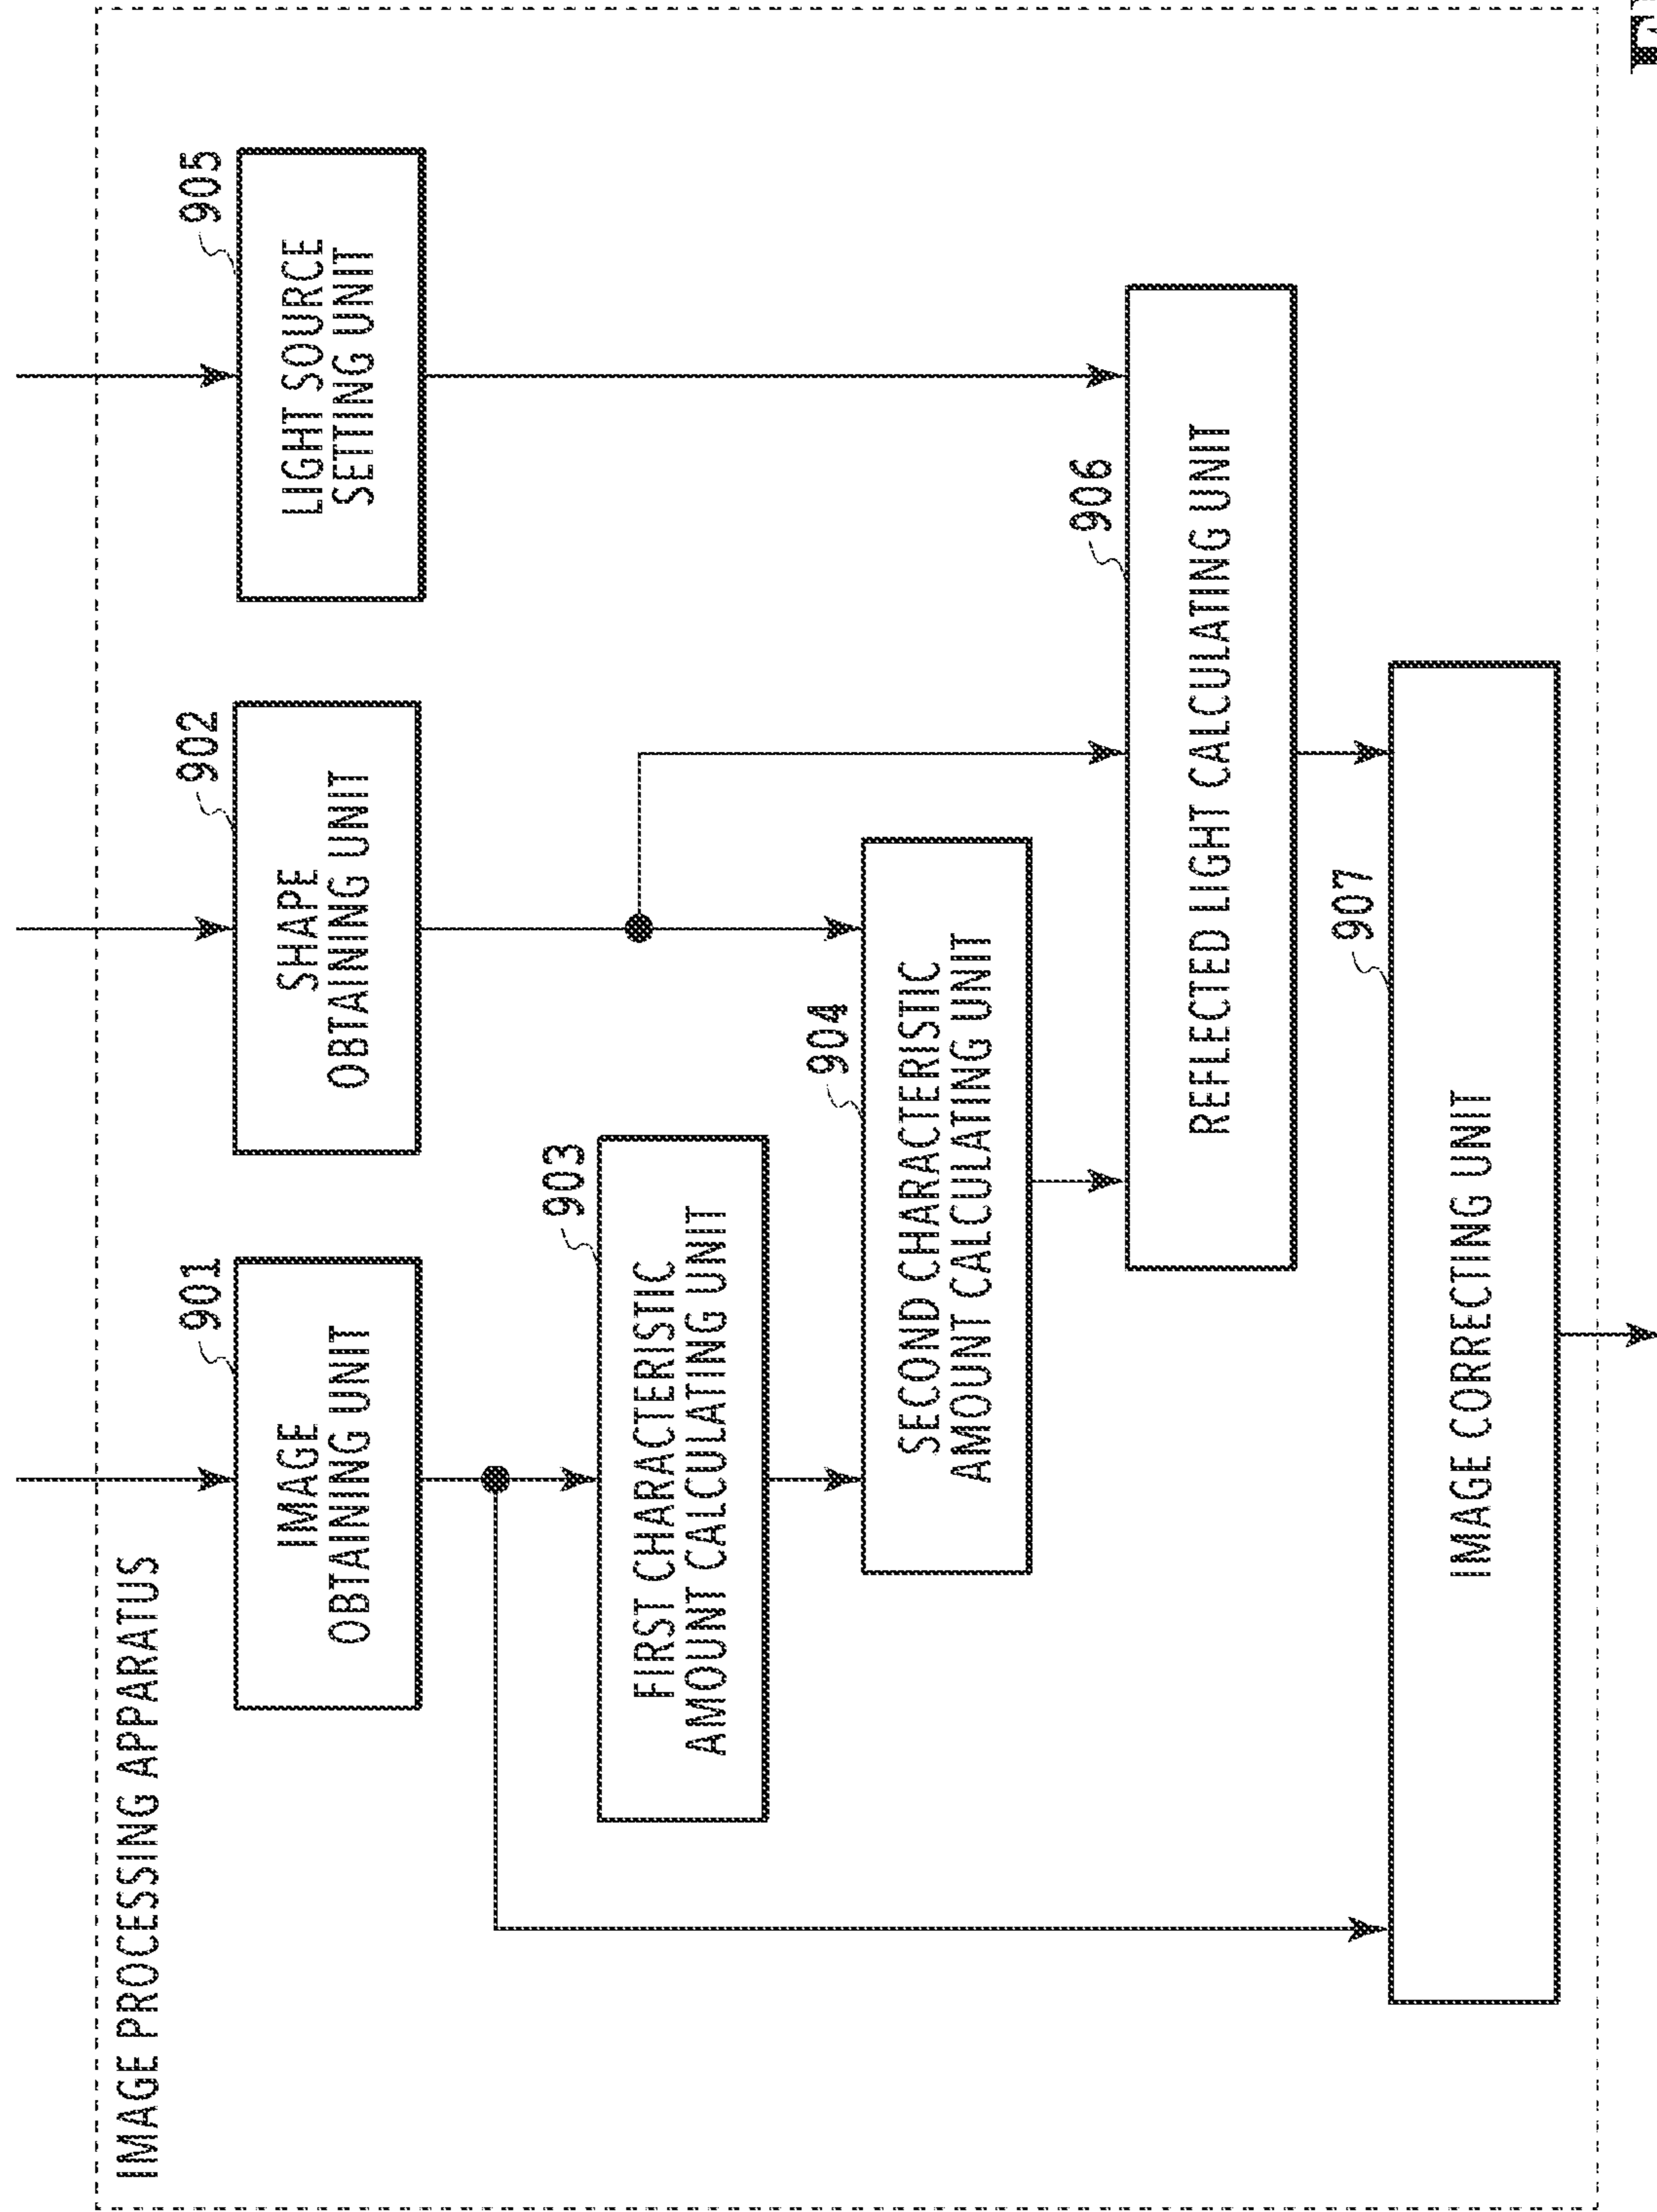 IMAGE PROCESSING APPARATUS
901
IMAGE
OBTAINING UNIT
902
SHAPE
OBTAINING UNIT
905
LIGHT SOURCE
SETTING UNIT
903
FIRST CHARACTERISTIC
AMOUNT CALCULATING UNIT
904
SECOND CHARACTERISTIC
AMOUNT CALCULATING UNIT
906
REFLECTED LIGHT CALCULATING UNIT
907
IMAGE CORRECTING UNIT